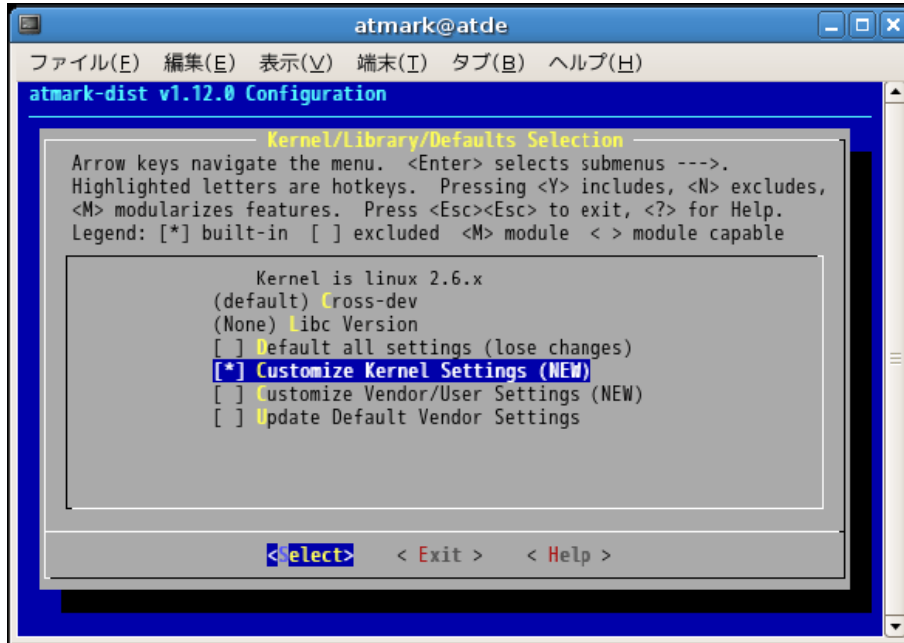 atmark@atde
ファイル(F) 編集(E) 表示(V) 端末(T) タブ(B) ヘルプ(H)
atmark-dist v1.12.0 Configuration
Kernel/Library/Defaults Selection
Arrow keys navigate the menu. <Enter> selects submenus --->.
Highlighted letters are hotkeys. Pressing <Y> includes, <N> excludes,
<M> modularizes features. Press <Esc><Esc> to exit, <?> for Help.
Legend: [*] built-in [ ] excluded <M> module < > module capable
Kernel is linux 2.6.x
(default) Cross-dev
(None) Libc Version
[ ] Default all settings (lose changes)
[*] Customize Kernel Settings (NEW)
[ ] Customize Vendor/User Settings (NEW)
[ ] Update Default Vendor Settings
<Select> < Exit > < Help >